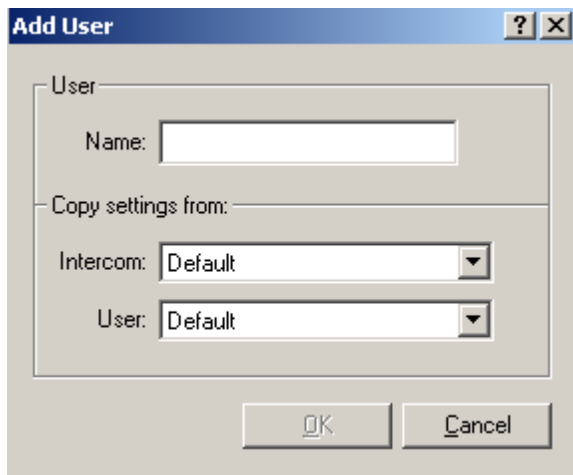 Add User
User
Name:
Copy settings from:
Intercom: Default
User: Default
OK Cancel